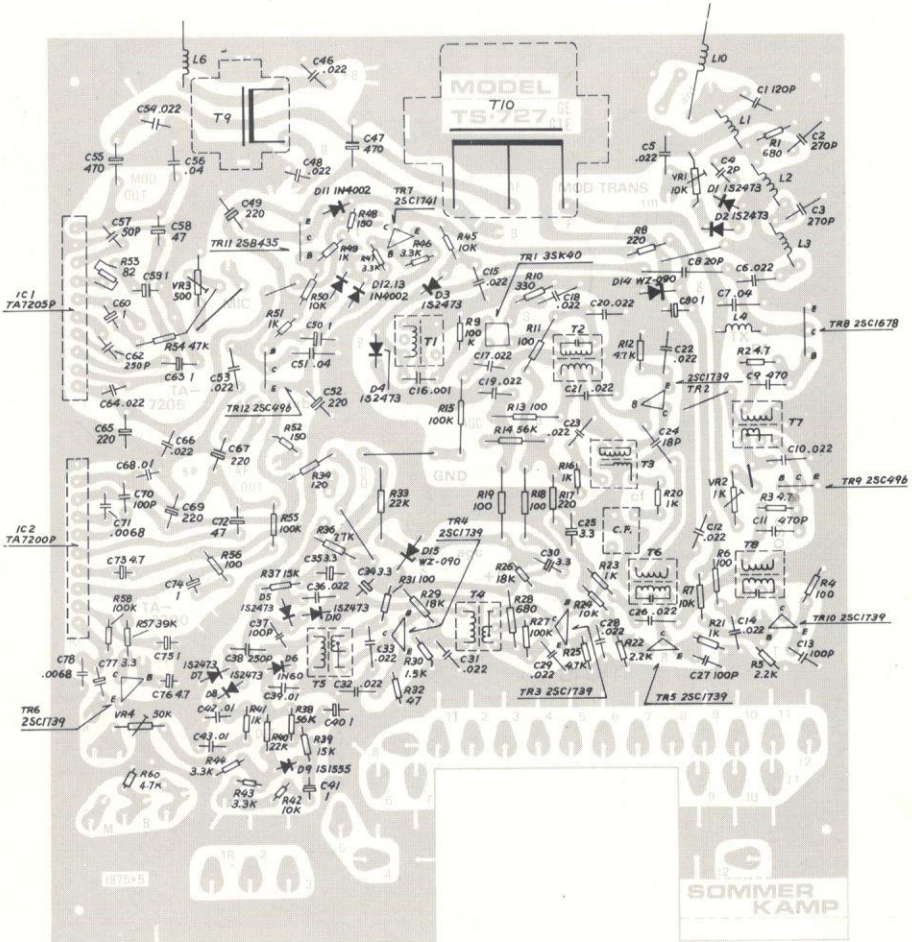 L6
C46
.022
L10
MODEL
TS·727
T10
T9
C1 120P
C54 .022
L1
R1
680
C2
270P
C47
470
C55
470
C56
.04
C5
.022
C4
2P
MOD
OUT
C48
.022
VR1
10K
D1 1S2473
L2
AF
MOD TRANS
D11 1N4002
TR7
2SC1741
D2 1S2473
C3
270P
C49
220
R48
150
R8
220
L3
C57
50P
C58
47
TR11 2SB435
R49
1K
R47
3.3K
R46
3.3K
R45
10K
TR1 3SK40
C8 20P
R53
82
C59 1
VR3
500
MIC
R50
10K
D12.13
1N4002
D3
1S2473
C15
.022
R10
330
C18
.022
D14 WZ-090
C6 .022
IC1
TA7205P
C60
1
R51
1K
C50 1
R9
100
K
R11
100
C20 .022
C80 1
C7 .04
L4
TR8 2SC1678
R54 47K
T1
T2
R12
4.7K
C22
.022
R2 4.7
C62
250P
C63 1
C51 .04
C17 .022
C53
.022
D4
1S2473
C16 .001
C19 .022
C21 .022
2SC1739
TR2
C9 470
C64 .022
TA-
7205
C52
220
R15
100K
R13 100
TR12 2SC496
C65
220
C66
.022
R52
150
R14 56K
C23
.022
C24
18P
T7
C67
220
T3
C10 .022
C68 .01
OUT
R34
120
GND
R16
1K
R33
22K
R19
100
R18
100
R17
220
R20
1K
VR2
1K
TR9 2SC496
C70
100P
C69
220
R3 4.7
IC2
TA7200P
C71
.0068
C72
47
R55
100K
TR4
2SC1739
C25
3.3
C.F.
C12
.022
C11
470P
R36
27K
C73 4.7
R56
100
D15
WZ-090
C30
3.3
T6
R6
100
T8
C35 3.3
C34 3.3
R26
18K
R23
1K
C74
1
R37 15K
C36 .022
R31 100
R29
18K
R7
10K
R4
100
R58
100K
D5
1S2473
1S2473
D10
T4
R28
680
R24
10K
C26 .022
TA-
R57 39K
C37
100P
R27
100K
C28
.022
R21
1K
C14
.022
TR10 2SC1739
C75 1
C33
.022
R30
1.5K
R25
4.7K
R22
2.2K
C38 250P
D6
1N60
C31
.022
C29
.022
C27 100P
R5
2.2K
C13
100P
C78
.0068
C77 3.3
1S2473
D7
1S2473
D8
T5
C32 .022
C76 4.7
C39 .01
R32
47
TR3 2SC1739
TR5 2SC1739
TR6
2SC1739
VR4
50K
C42 .01
R41
1K
R38
56K
C40 1
C43 .01
R40
22K
R39
15K
R44
3.3K
D9 1S1555
R60
4.7K
R43
3.3K
R42
10K
C41
1
M
B
TR
2
3
1975·5
SOMMER
KAMP